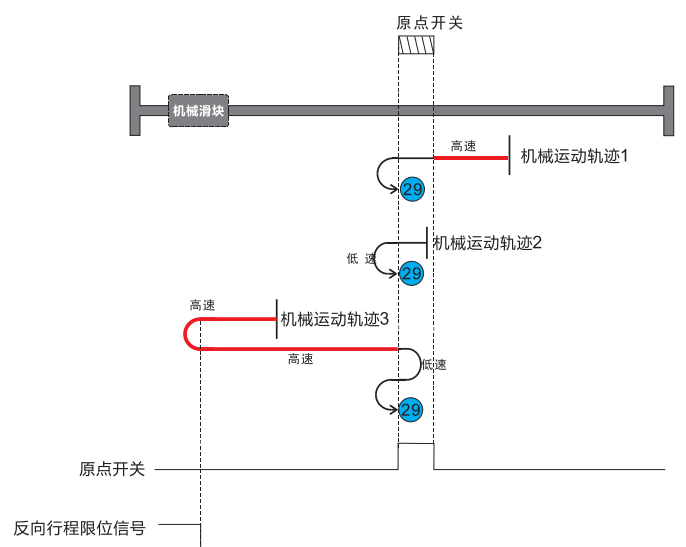 原点开关
机械滑块
高速
机械运动轨迹1
29
机械运动轨迹2
低 速
29
高速
机械运动轨迹3
高速
低速
29
原点开关
反向行程限位信号